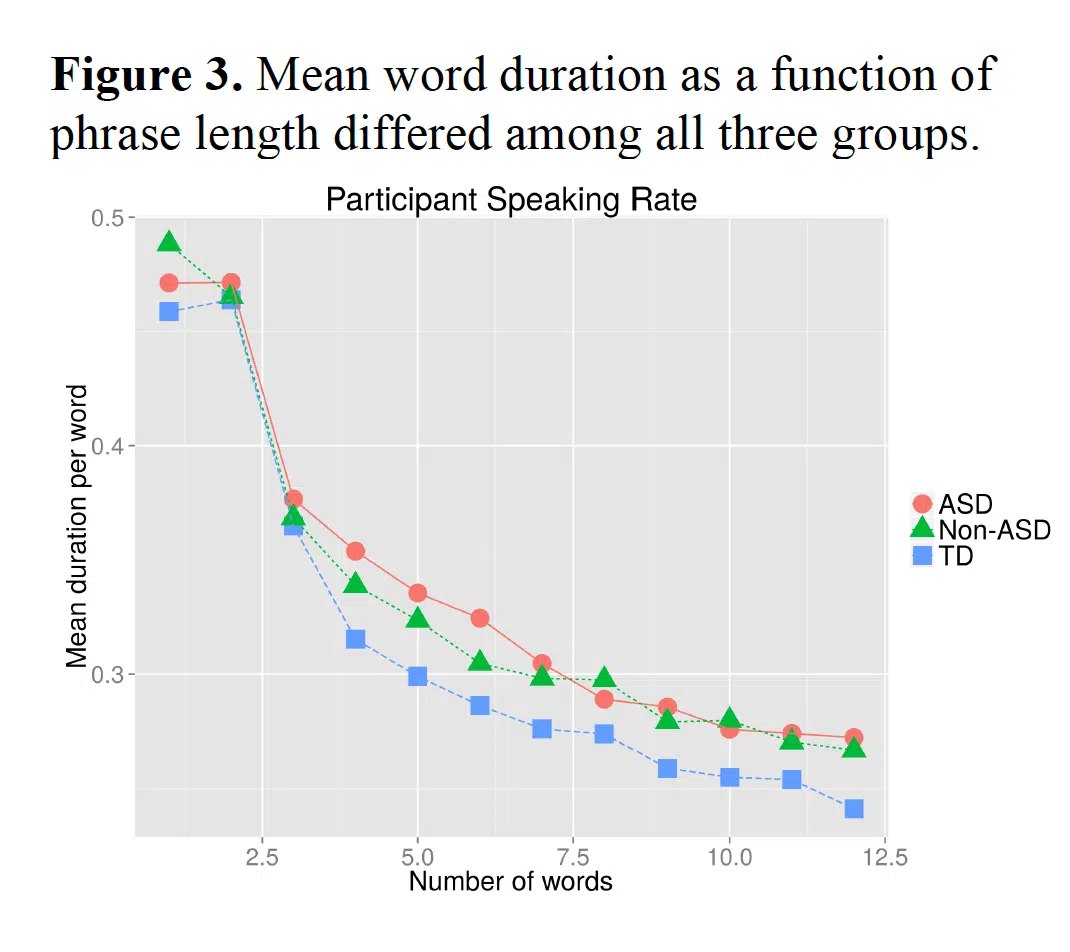 Figure 3. Mean word duration as a function of
phrase length differed among all three groups.
Participant Speaking Rate
0.5
0.4
0.3
Mean duration per word
2.5 5.0 7.5 10.0 12.5
Number of words
ASD
Non-ASD
TD